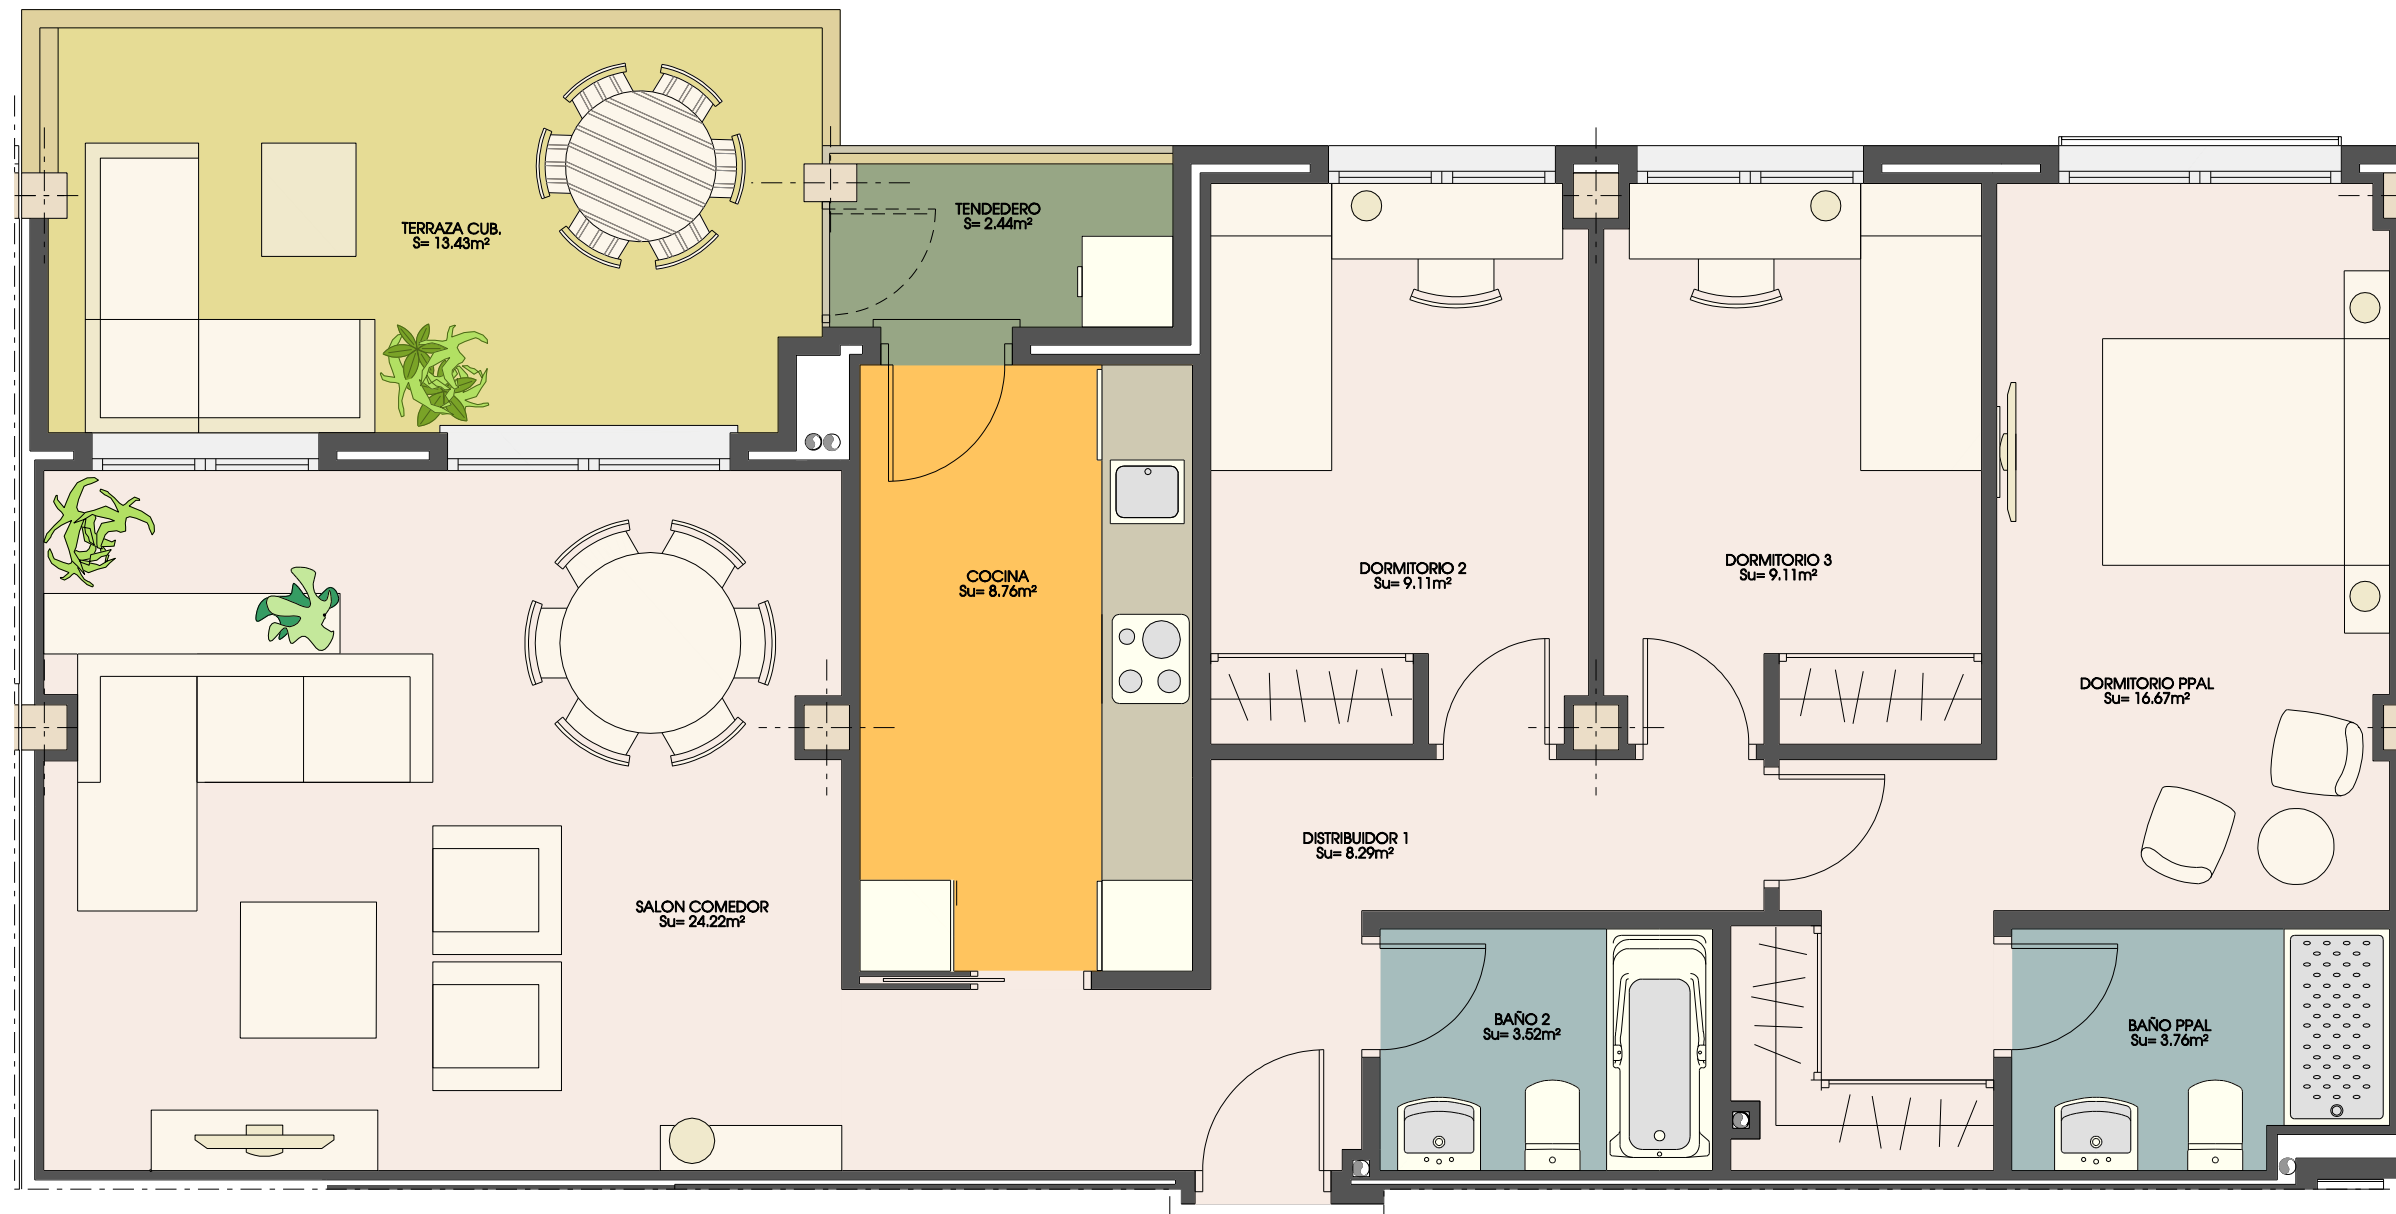 TERRAZA CUB.
S= 13.43m²
TENDEDERO
S= 2.44m²
COCINA
Su= 8.76m²
DORMITORIO 2
Su= 9.11m²
DORMITORIO 3
Su= 9.11m²
DORMITORIO PPAL
Su= 16.67m²
DISTRIBUIDOR 1
Su= 8.29m²
SALON COMEDOR
Su= 24.22m²
BAÑO 2
Su= 3.52m²
BAÑO PPAL
Su= 3.76m²